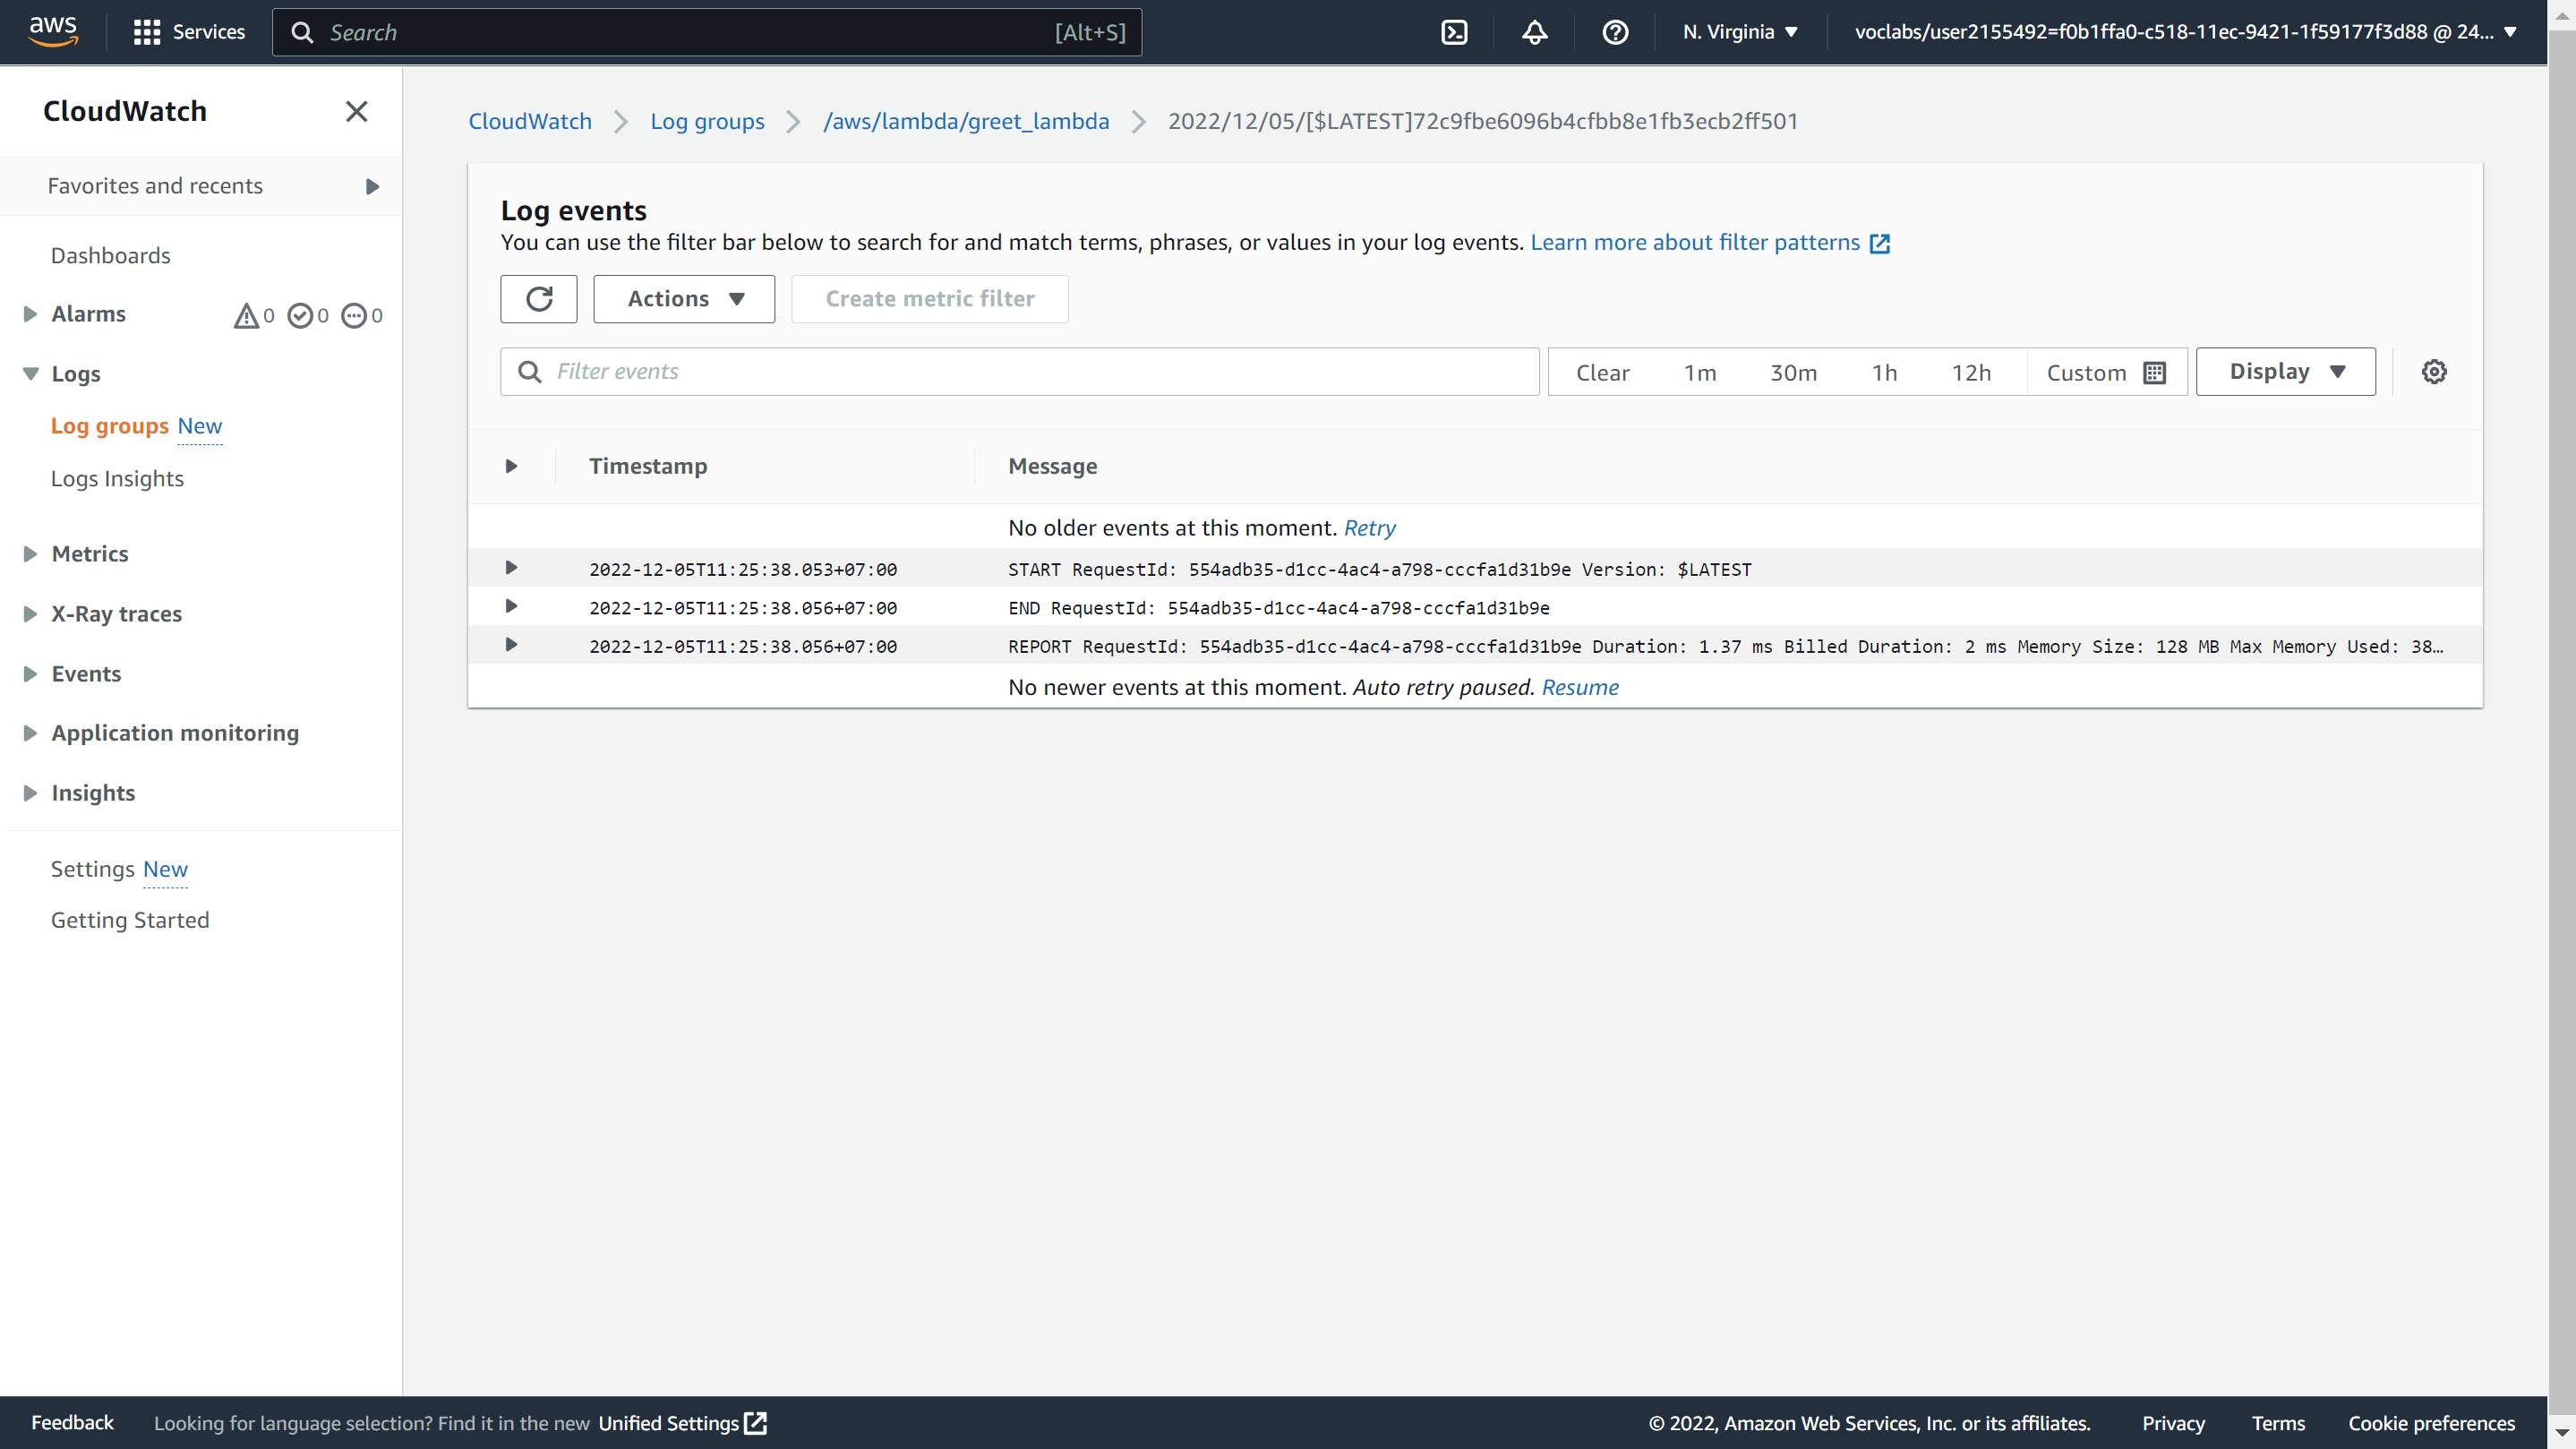 aws Services Search [Alt+S] N. Virginia voclabs/user2155492=f0b1ffa0-c518-11ec-9421-1f59177f3d88 @ 24...
CloudWatch
Favorites and recents
Dashboards
Alarms 0 0 0
Logs
Log groups New
Logs Insights
Metrics
X-Ray traces
Events
Application monitoring
Insights
Settings New
Getting Started
CloudWatch Log groups /aws/lambda/greet_lambda 2022/12/05/[$LATEST]72c9fbe6096b4cfbb8e1fb3ecb2ff501
Log events
You can use the filter bar below to search for and match terms, phrases, or values in your log events. Learn more about filter patterns
Actions Create metric filter
Filter events Clear 1m 30m 1h 12h Custom Display
Timestamp Message
No older events at this moment. Retry
2022-12-05T11:25:38.053+07:00 START RequestId: 554adb35-d1cc-4ac4-a798-cccfa1d31b9e Version: $LATEST
2022-12-05T11:25:38.056+07:00 END RequestId: 554adb35-d1cc-4ac4-a798-cccfa1d31b9e
2022-12-05T11:25:38.056+07:00 REPORT RequestId: 554adb35-d1cc-4ac4-a798-cccfa1d31b9e Duration: 1.37 ms Billed Duration: 2 ms Memory Size: 128 MB Max Memory Used: 38…
No newer events at this moment. Auto retry paused. Resume
Feedback Looking for language selection? Find it in the new Unified Settings © 2022, Amazon Web Services, Inc. or its affiliates. Privacy Terms Cookie preferences